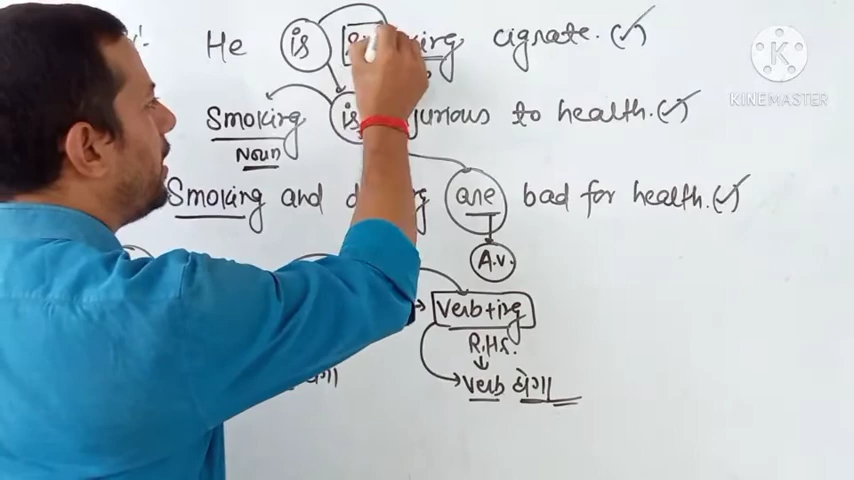 He is cigrate. (✓)
KINEMASTER
Smoking is to health. (✓)
Noun
Smoking and are bad for health. (✓)
A.V.
Verb+ing
R.H.S.
Verb होगा